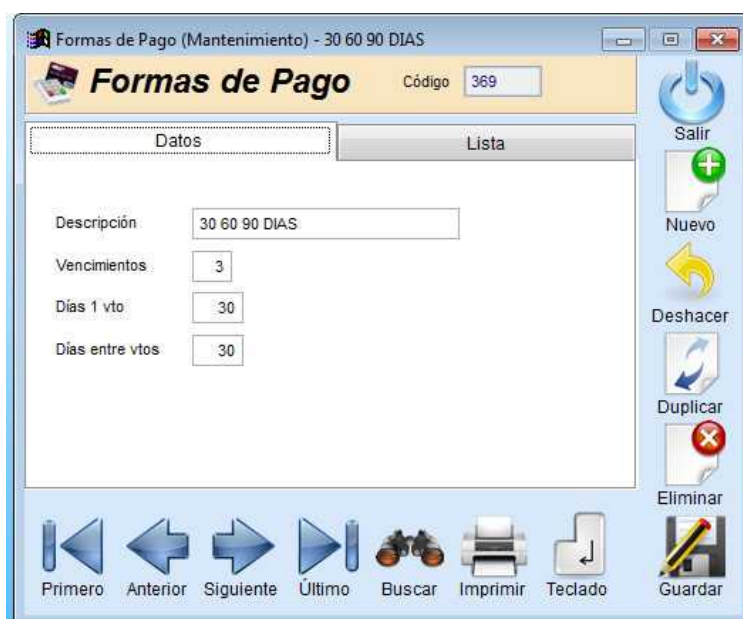 Formas de Pago (Mantenimiento) - 30 60 90 DIAS
Formas de Pago
Código 369
Salir
Datos Lista
Nuevo
Descripción 30 60 90 DIAS
Vencimientos 3
Días 1 vto 30
Deshacer
Días entre vtos 30
Duplicar
Eliminar
Primero Anterior Siguiente Último Buscar Imprimir Teclado Guardar